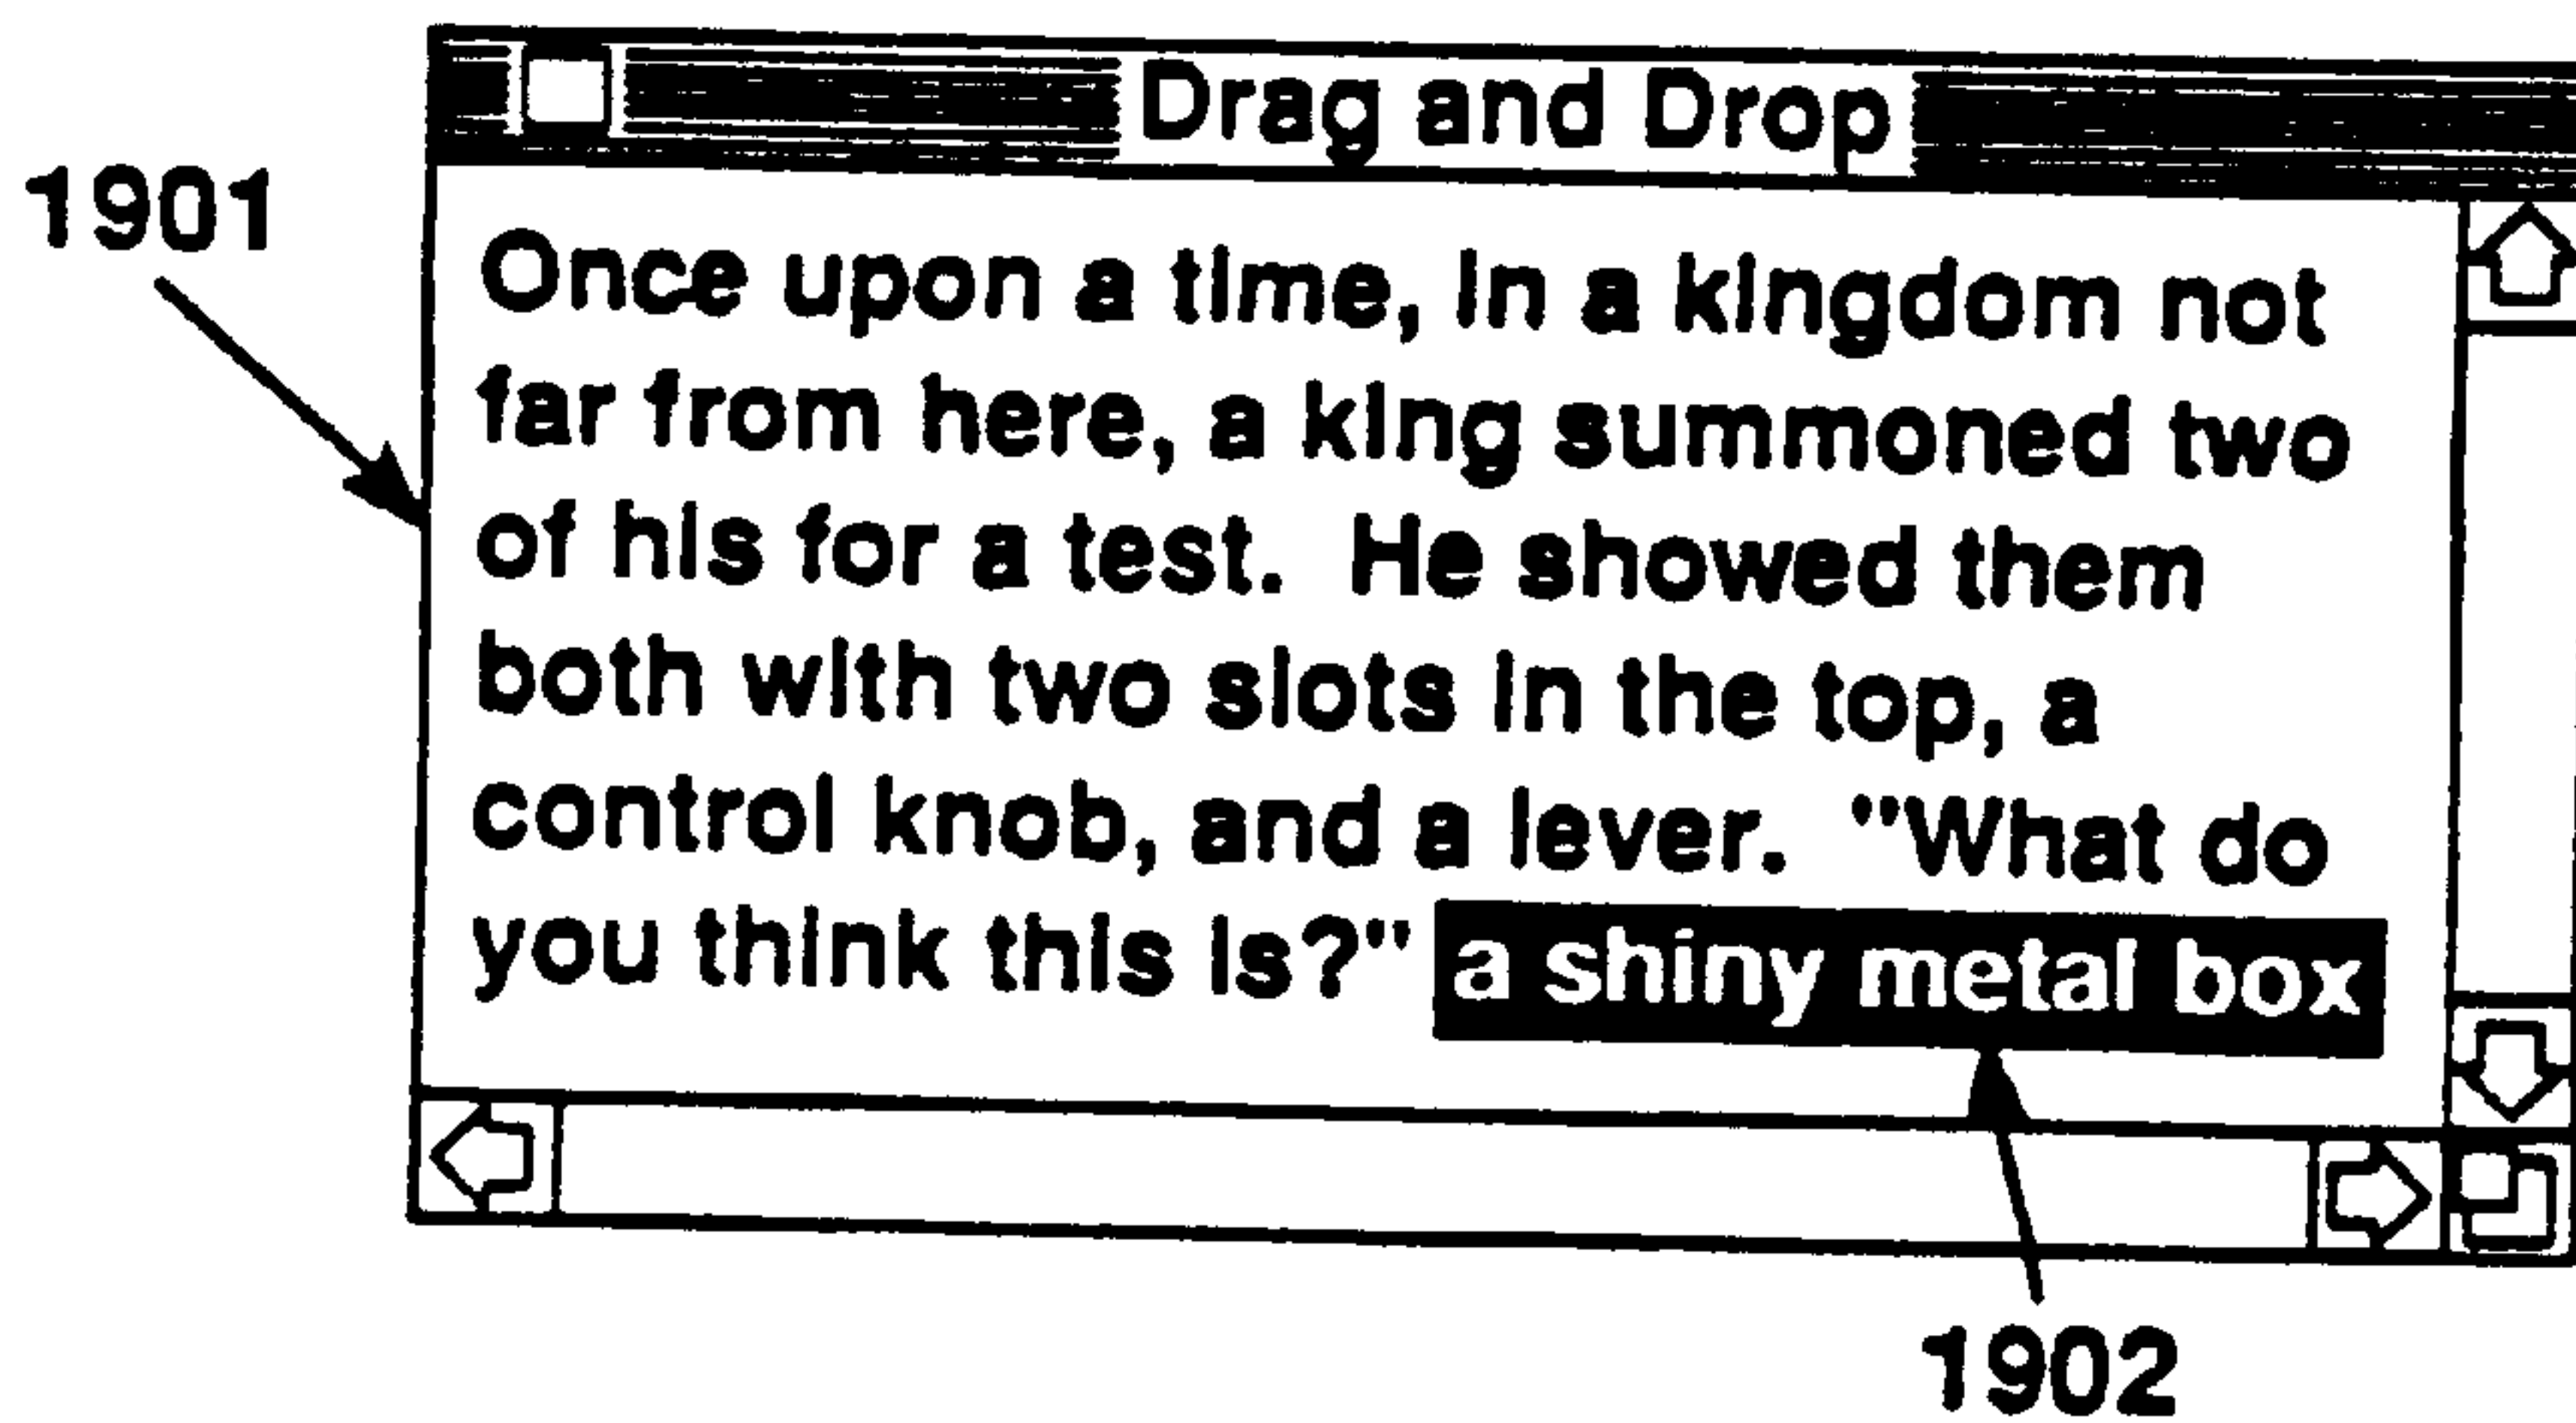 Drag and Drop
1901
Once upon a time, in a kingdom not
far from here, a king summoned two
of his for a test.  He showed them
both with two slots in the top, a
control knob, and a lever.  "What do
you think this is?" a shiny metal box
1902